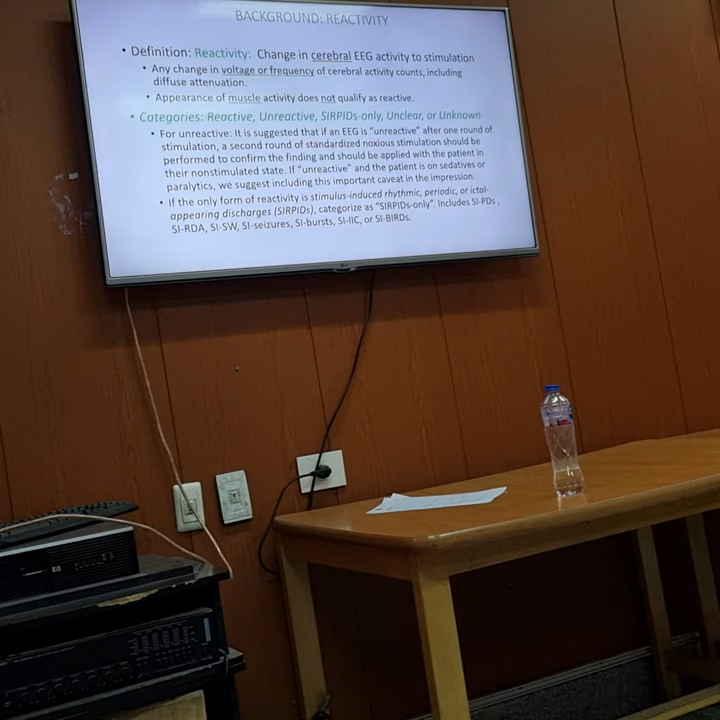 BACKGROUND: REACTIVITY
• Definition: Reactivity: Change in cerebral EEG activity to stimulation
• Any change in voltage or frequency of cerebral activity counts, including
diffuse attenuation.
• Appearance of muscle activity does not qualify as reactive.
• Categories: Reactive, Unreactive, SIRPIDs-only, Unclear, or Unknown
• For unreactive: It is suggested that if an EEG is "unreactive" after one round of
stimulation, a second round of standardized noxious stimulation should be
performed to confirm the finding and should be applied with the patient in
their nonstimulated state. If "unreactive" and the patient is on sedatives or
paralytics, we suggest including this important caveat in the impression.
• If the only form of reactivity is stimulus-induced rhythmic, periodic, or ictal-
appearing discharges (SIRPIDs), categorize as "SIRPIDs-only". Includes SI-PDs,
SI-RDA, SI-SW, SI-seizures, SI-bursts, SI-IIC, or SI-BIRDs.
LG
hp